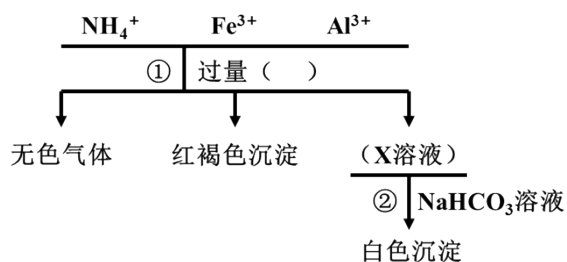 NH₄⁺ Fe³⁺ Al³⁺
① 过量（ ）
无色气体 红褐色沉淀 （X溶液）
② NaHCO₃溶液
白色沉淀